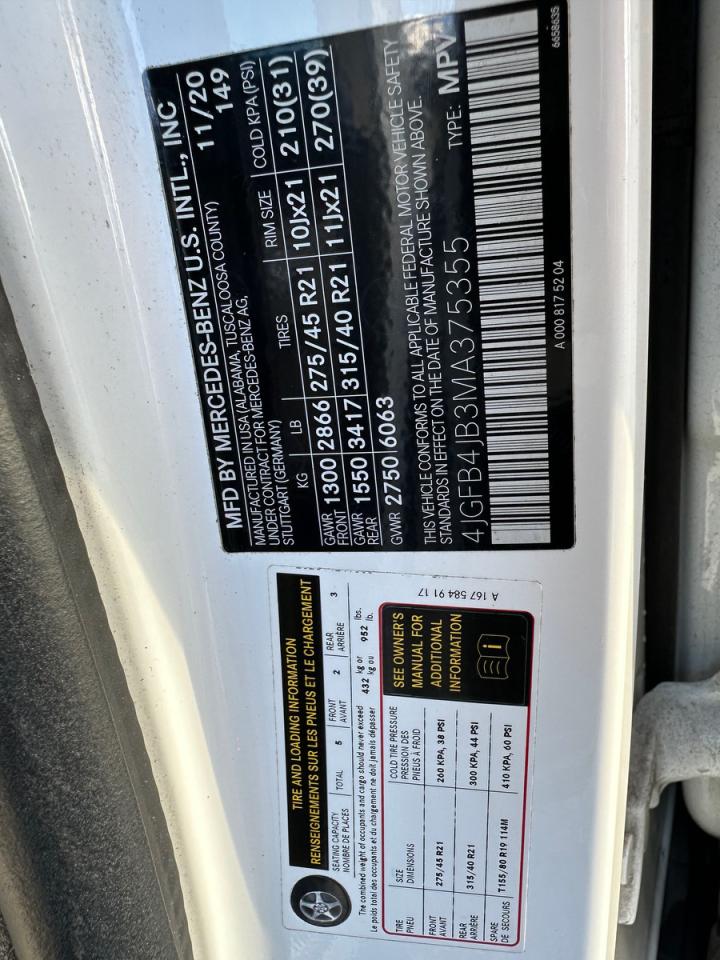 MFD BY MERCEDES-BENZ U.S. INTL., INC
MANUFACTURED IN USA (ALABAMA, TUSCALOOSA COUNTY) 11/20
UNDER CONTRACT FOR MERCEDES-BENZ AG, 149
STUTTGART (GERMANY)
KG LB TIRES RIM SIZE COLD KPA (PSI)
GAWR FRONT 1300 2866 275/45 R21 10Jx21 210(31)
GAWR REAR 1550 3417 315/40 R21 11Jx21 270(39)
GVWR 2750 6063
THIS VEHICLE CONFORMS TO ALL APPLICABLE FEDERAL MOTOR VEHICLE SAFETY
STANDARDS IN EFFECT ON THE DATE OF MANUFACTURE SHOWN ABOVE.
4JGFB4JB3MA375355 TYPE: MPV
A 000 817 52 04
6658635
TIRE AND LOADING INFORMATION
RENSEIGNEMENTS SUR LES PNEUS ET LE CHARGEMENT
SEATING CAPACITY TOTAL 5 FRONT 2 REAR 3
NOMBRE DE PLACES AVANT ARRIÈRE
The combined weight of occupants and cargo should never exceed 432 kg or 952 lbs.
Le poids total des occupants et du chargement ne doit jamais dépasser kg ou lb.
TIRE SIZE COLD TIRE PRESSURE
PNEU DIMENSIONS PRESSION DES
PNEUS À FROID
FRONT 275/45 R21 260 KPA, 38 PSI
AVANT
REAR 315/40 R21 300 KPA, 44 PSI
ARRIÈRE
SPARE T155/80 R19 114M 410 KPA, 60 PSI
DE SECOURS
SEE OWNER'S
MANUAL FOR
ADDITIONAL
INFORMATION
i
A 167 584 91 17